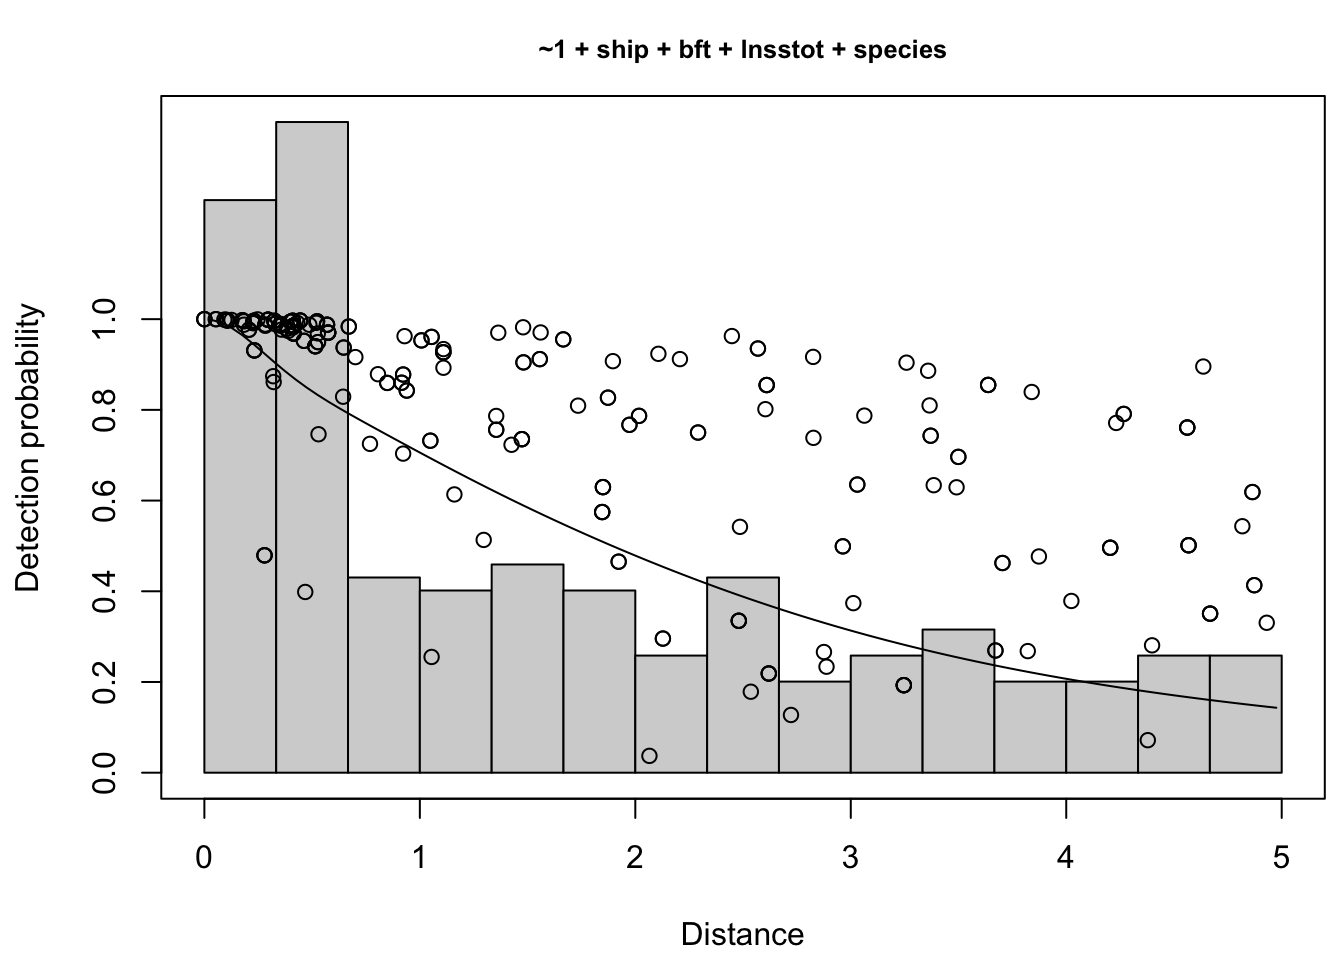 ~1 + ship + bft + lnsstot + species
Detection probability
1.0
0.8
0.6
0.4
0.2
0.0
0 1 2 3 4 5
Distance